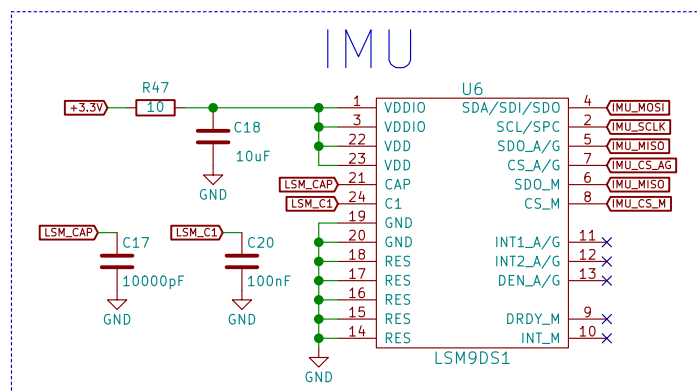 IMU
R47
+3.3V
10
C18
10uF
GND
LSM_CAP
LSM_C1
C17
10000pF
GND
C20
100nF
GND
U6
1 VDDIO SDA/SDI/SDO 4 IMU_MOSI
3 VDDIO SCL/SPC 2 IMU_SCLK
22 VDD SDO_A/G 5 IMU_MISO
23 VDD CS_A/G 7 IMU_CS_AG
LSM_CAP 21 CAP SDO_M 6 IMU_MISO
LSM_C1 24 C1 CS_M 8 IMU_CS_M
19 GND
20 GND INT1_A/G 11
18 RES INT2_A/G 12
17 RES DEN_A/G 13
16 RES
15 RES DRDY_M 9
14 RES INT_M 10
LSM9DS1
GND